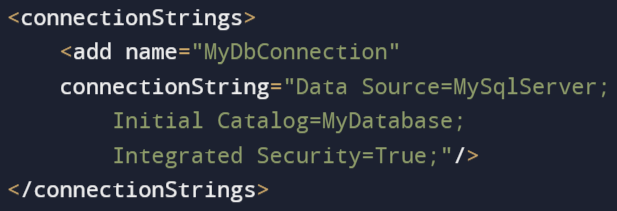 <connectionStrings>
    <add name="MyDbConnection"
    connectionString="Data Source=MySqlServer;
        Initial Catalog=MyDatabase;
        Integrated Security=True;"/>
</connectionStrings>